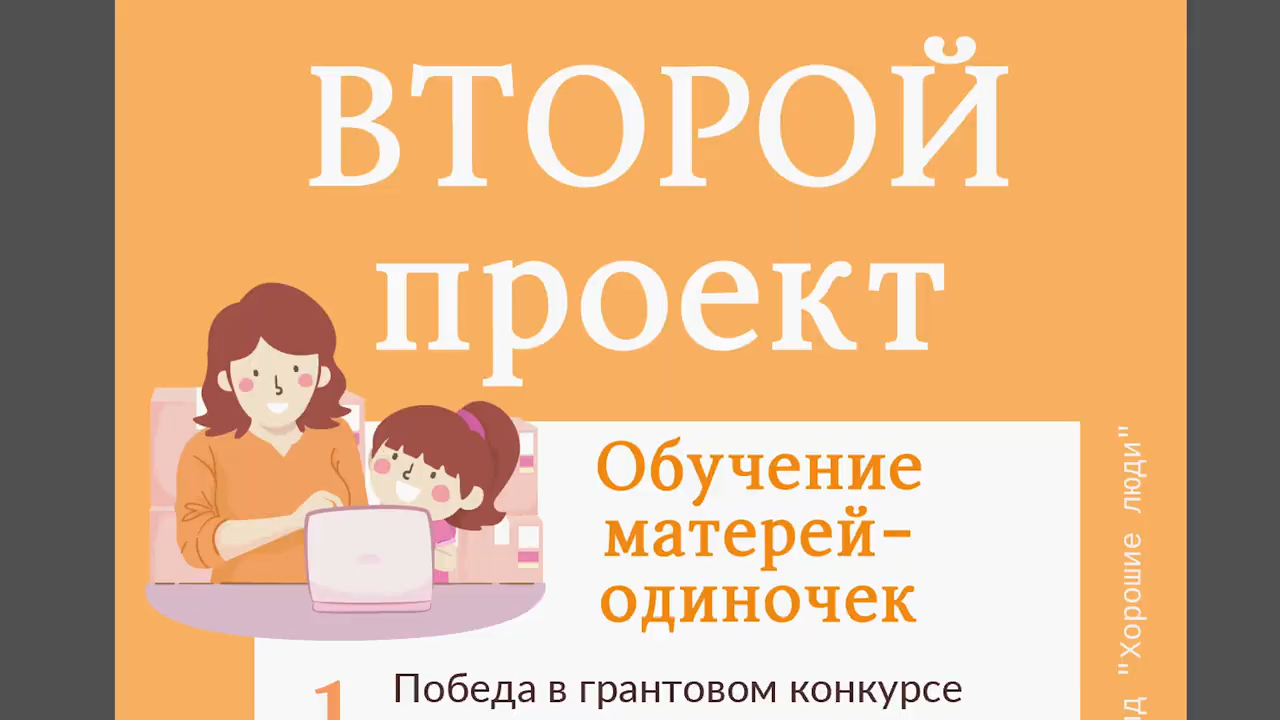 ВТОРОЙ
проект
Обучение
матерей-
одиночек
1 Победа в грантовом конкурсе
"Хорошие люди"